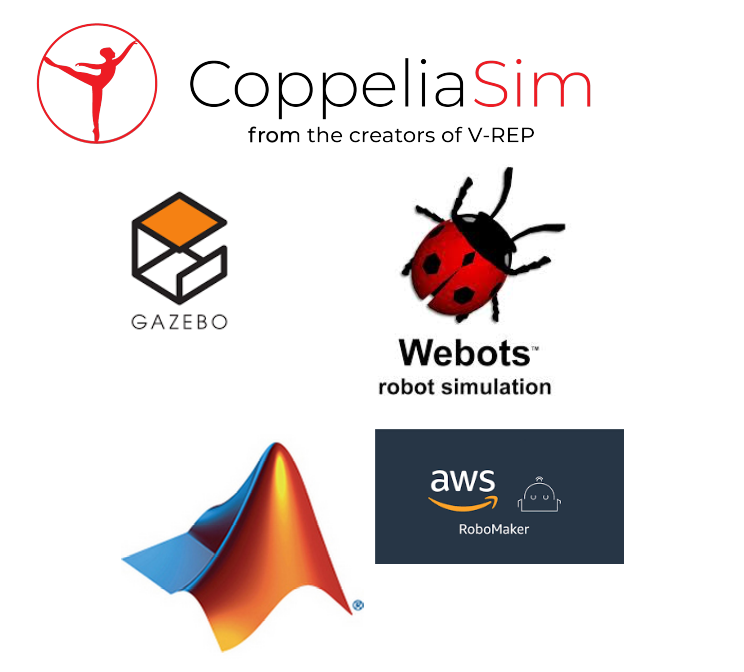 CoppeliaSim
from the creators of V-REP
GAZEBO
Webots™
robot simulation
®
aws
RoboMaker